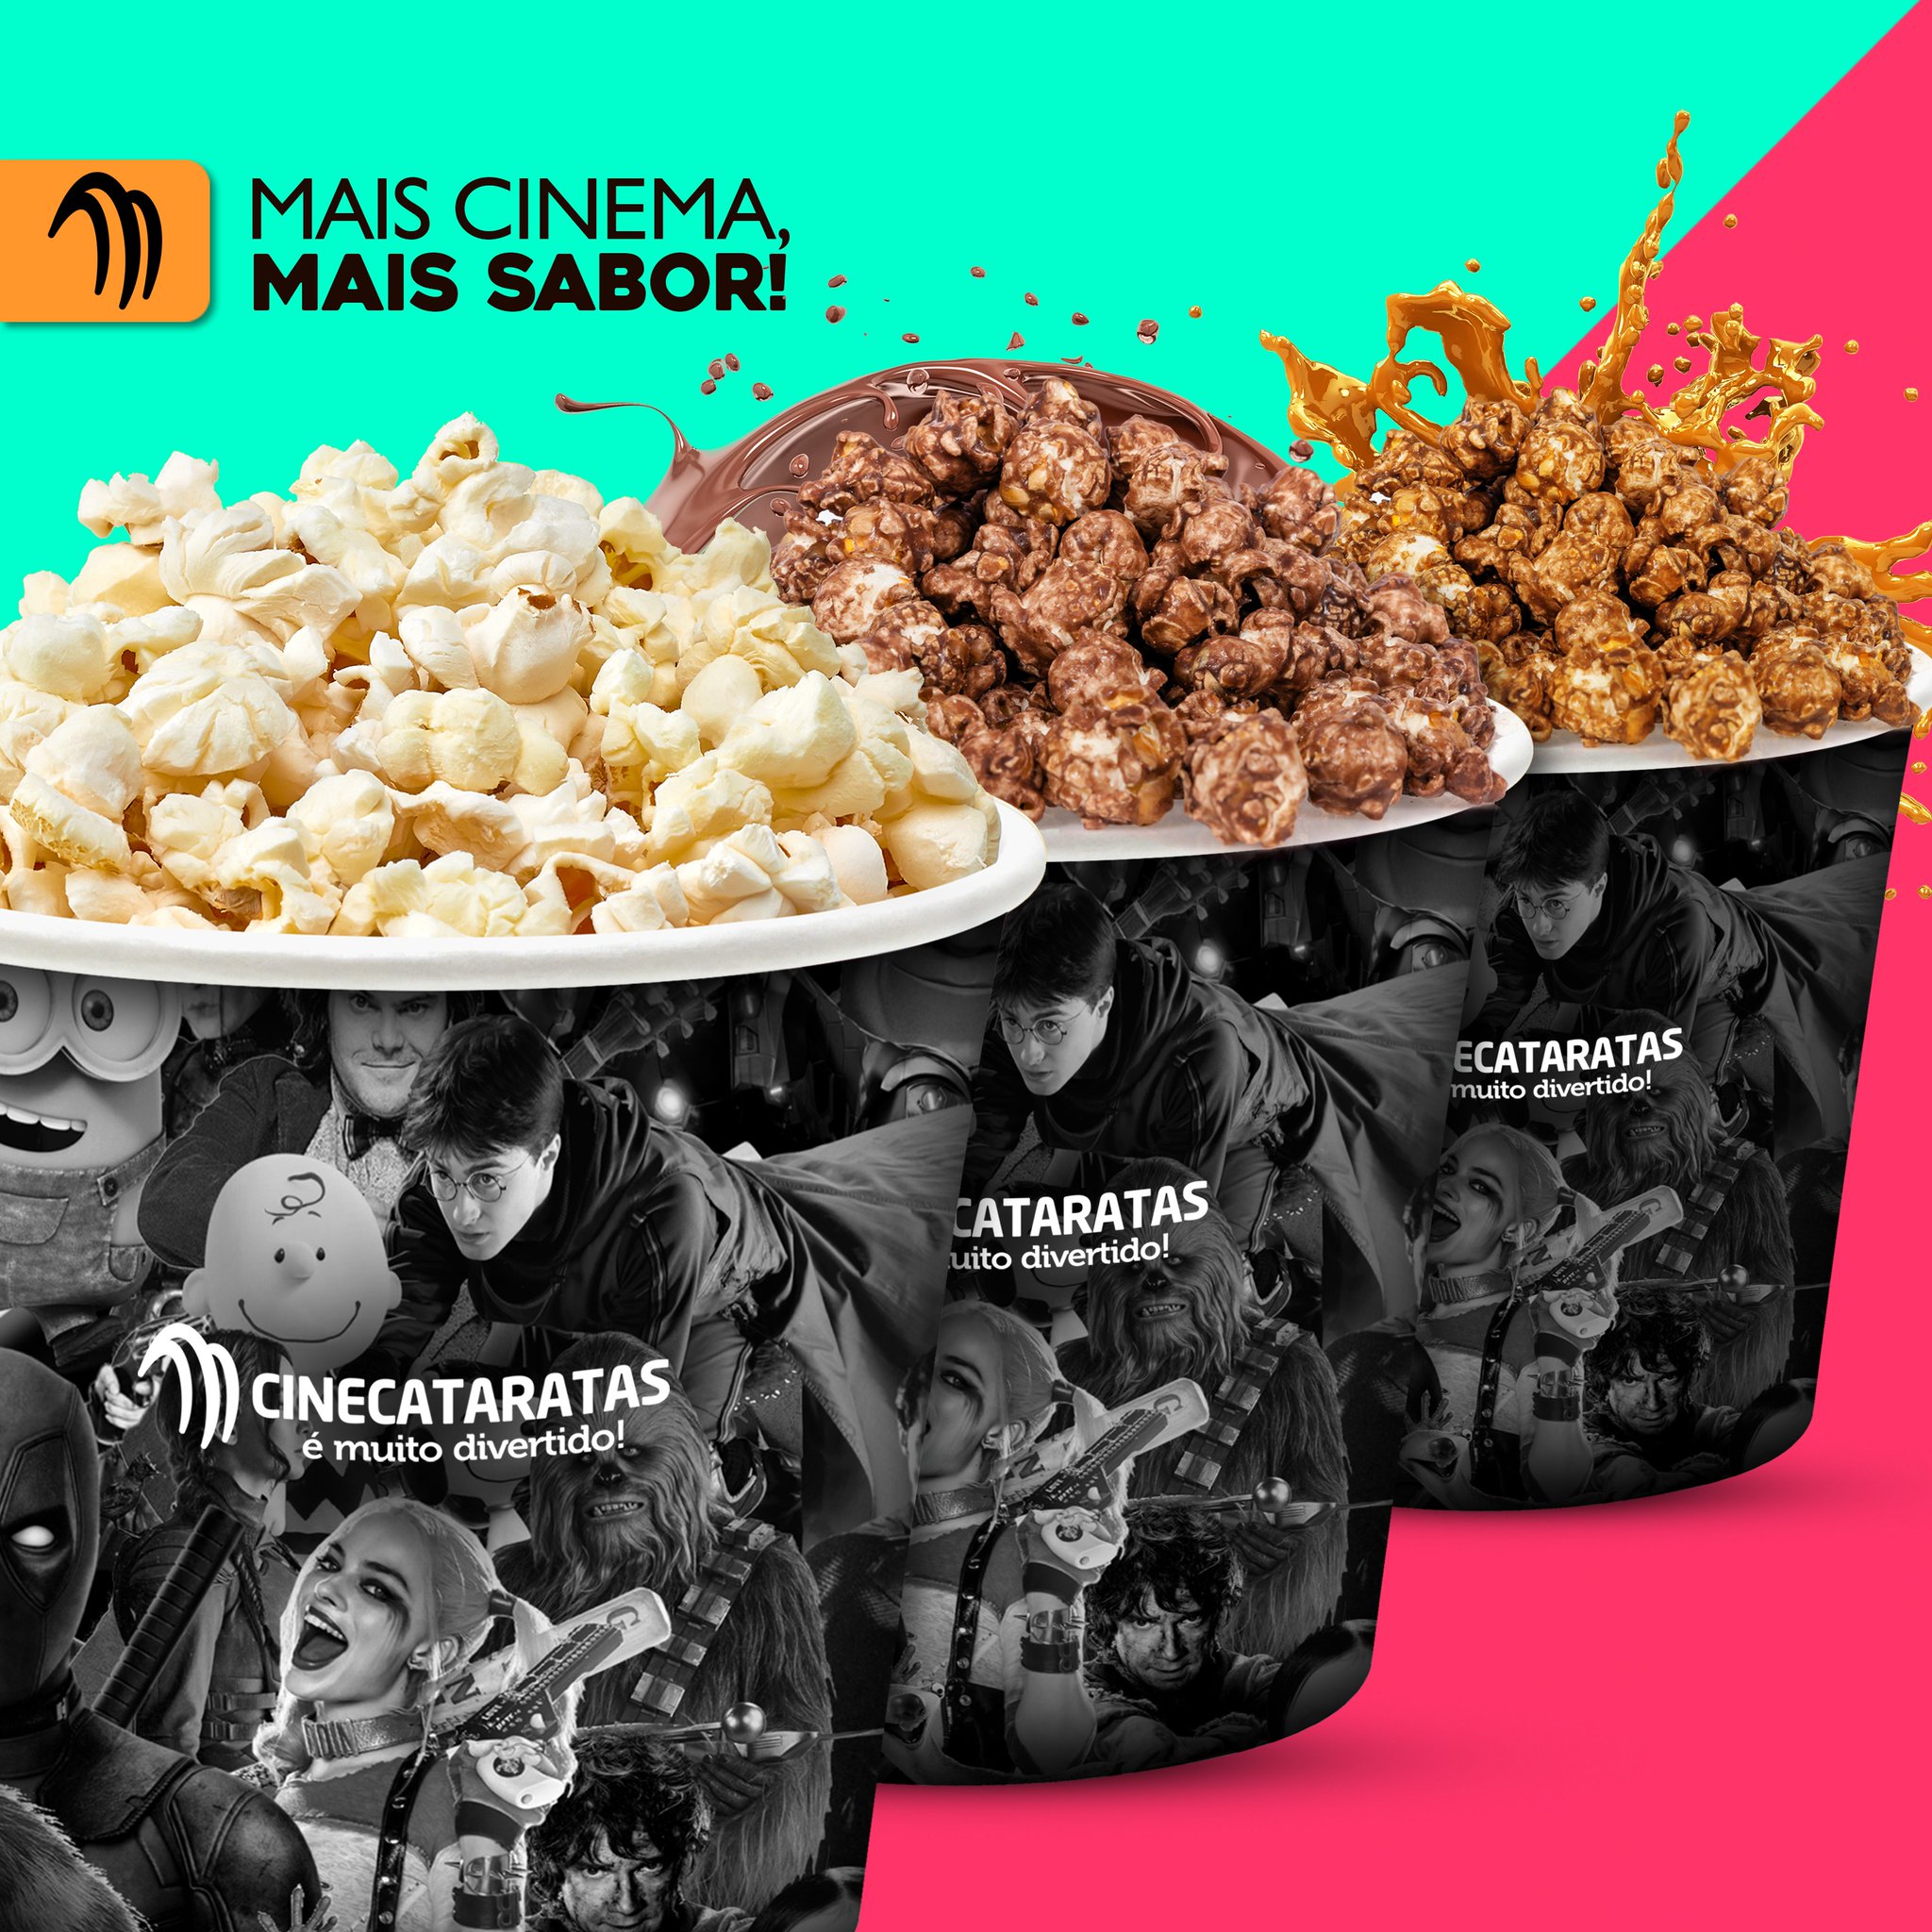 MAIS CINEMA,
MAIS SABOR!
ECATARATAS
muito divertido!
CATARATAS
uito divertido!
CINECATARATAS
é muito divertido!